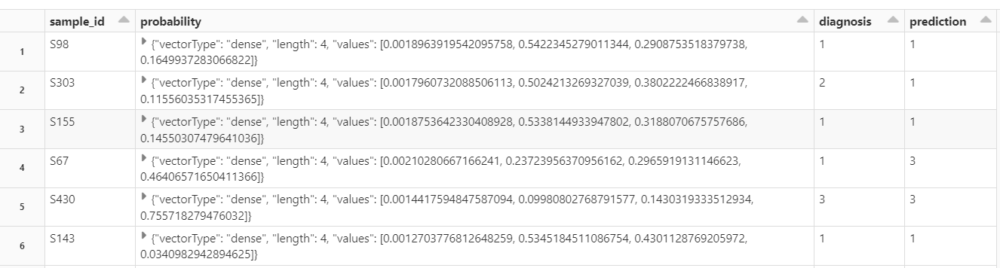 sample_id probability diagnosis prediction
1 S98 {"vectorType": "dense", "length": 4, "values": [0.0018963919542095758, 0.5422345279011344, 0.2908753518379738, 1 1
0.1649937283066822]}
2 S303 {"vectorType": "dense", "length": 4, "values": [0.0017960732088506113, 0.5024213269327039, 0.3802222466838917, 2 1
0.11556035317455365]}
3 S155 {"vectorType": "dense", "length": 4, "values": [0.0018753642330408928, 0.5338144933947802, 0.3188070675757686, 1 1
0.14550307479641036]}
4 S67 {"vectorType": "dense", "length": 4, "values": [0.00210280667166241, 0.23723956370956162, 0.2965919131146623, 1 3
0.46406571650411366]}
5 S430 {"vectorType": "dense", "length": 4, "values": [0.0014417594847587094, 0.09980802768791577, 0.1430319333512934, 3 3
0.755718279476032]}
6 S143 {"vectorType": "dense", "length": 4, "values": [0.0012703776812648259, 0.5345184511086754, 0.4301128769205972, 1 1
0.0340982942894625]}